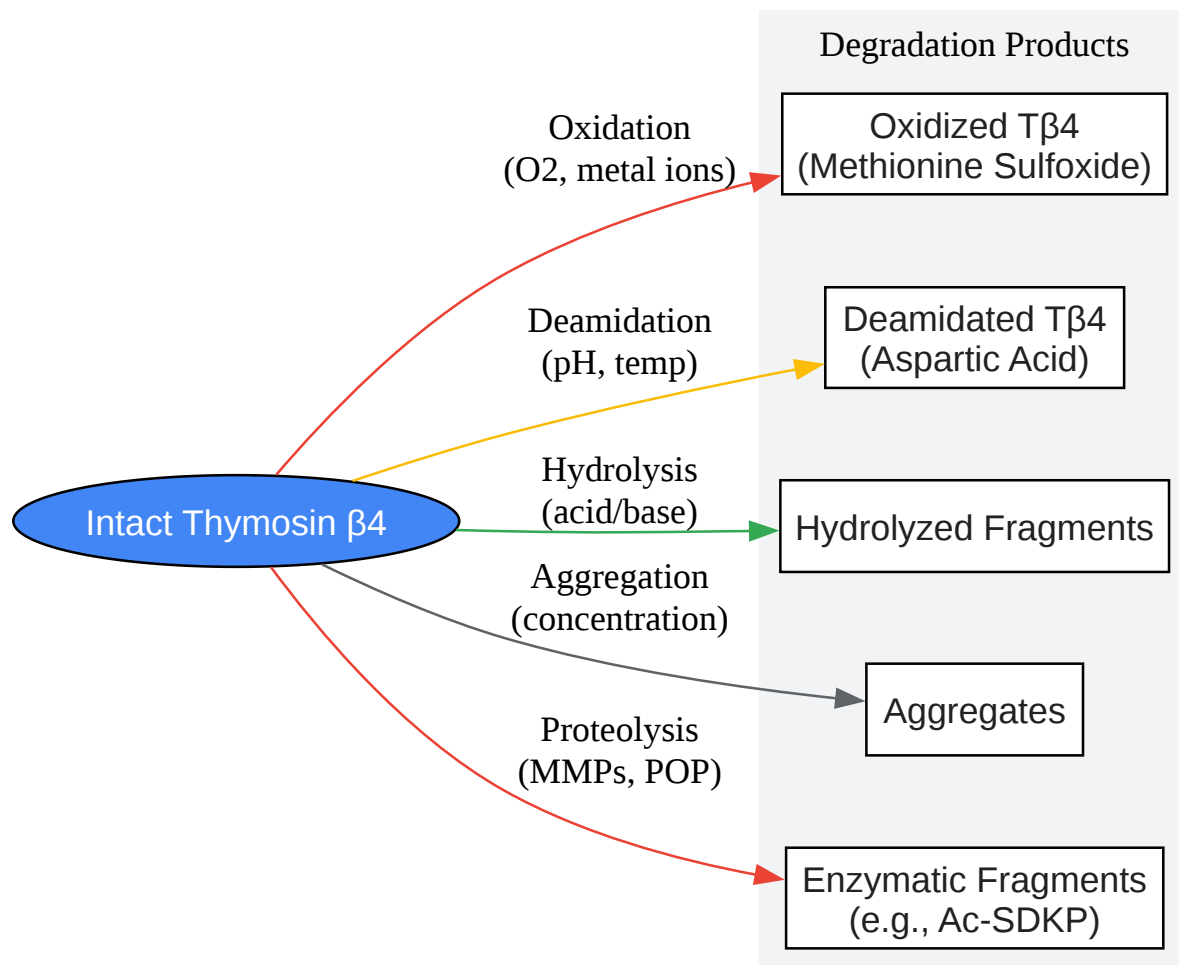 Degradation Products
Oxidation
(O2, metal ions)
Oxidized Tβ4
(Methionine Sulfoxide)
Deamidation
(pH, temp)
Deamidated Tβ4
(Aspartic Acid)
Intact Thymosin β4
Hydrolysis
(acid/base)
Hydrolyzed Fragments
Aggregation
(concentration)
Aggregates
Proteolysis
(MMPs, POP)
Enzymatic Fragments
(e.g., Ac-SDKP)